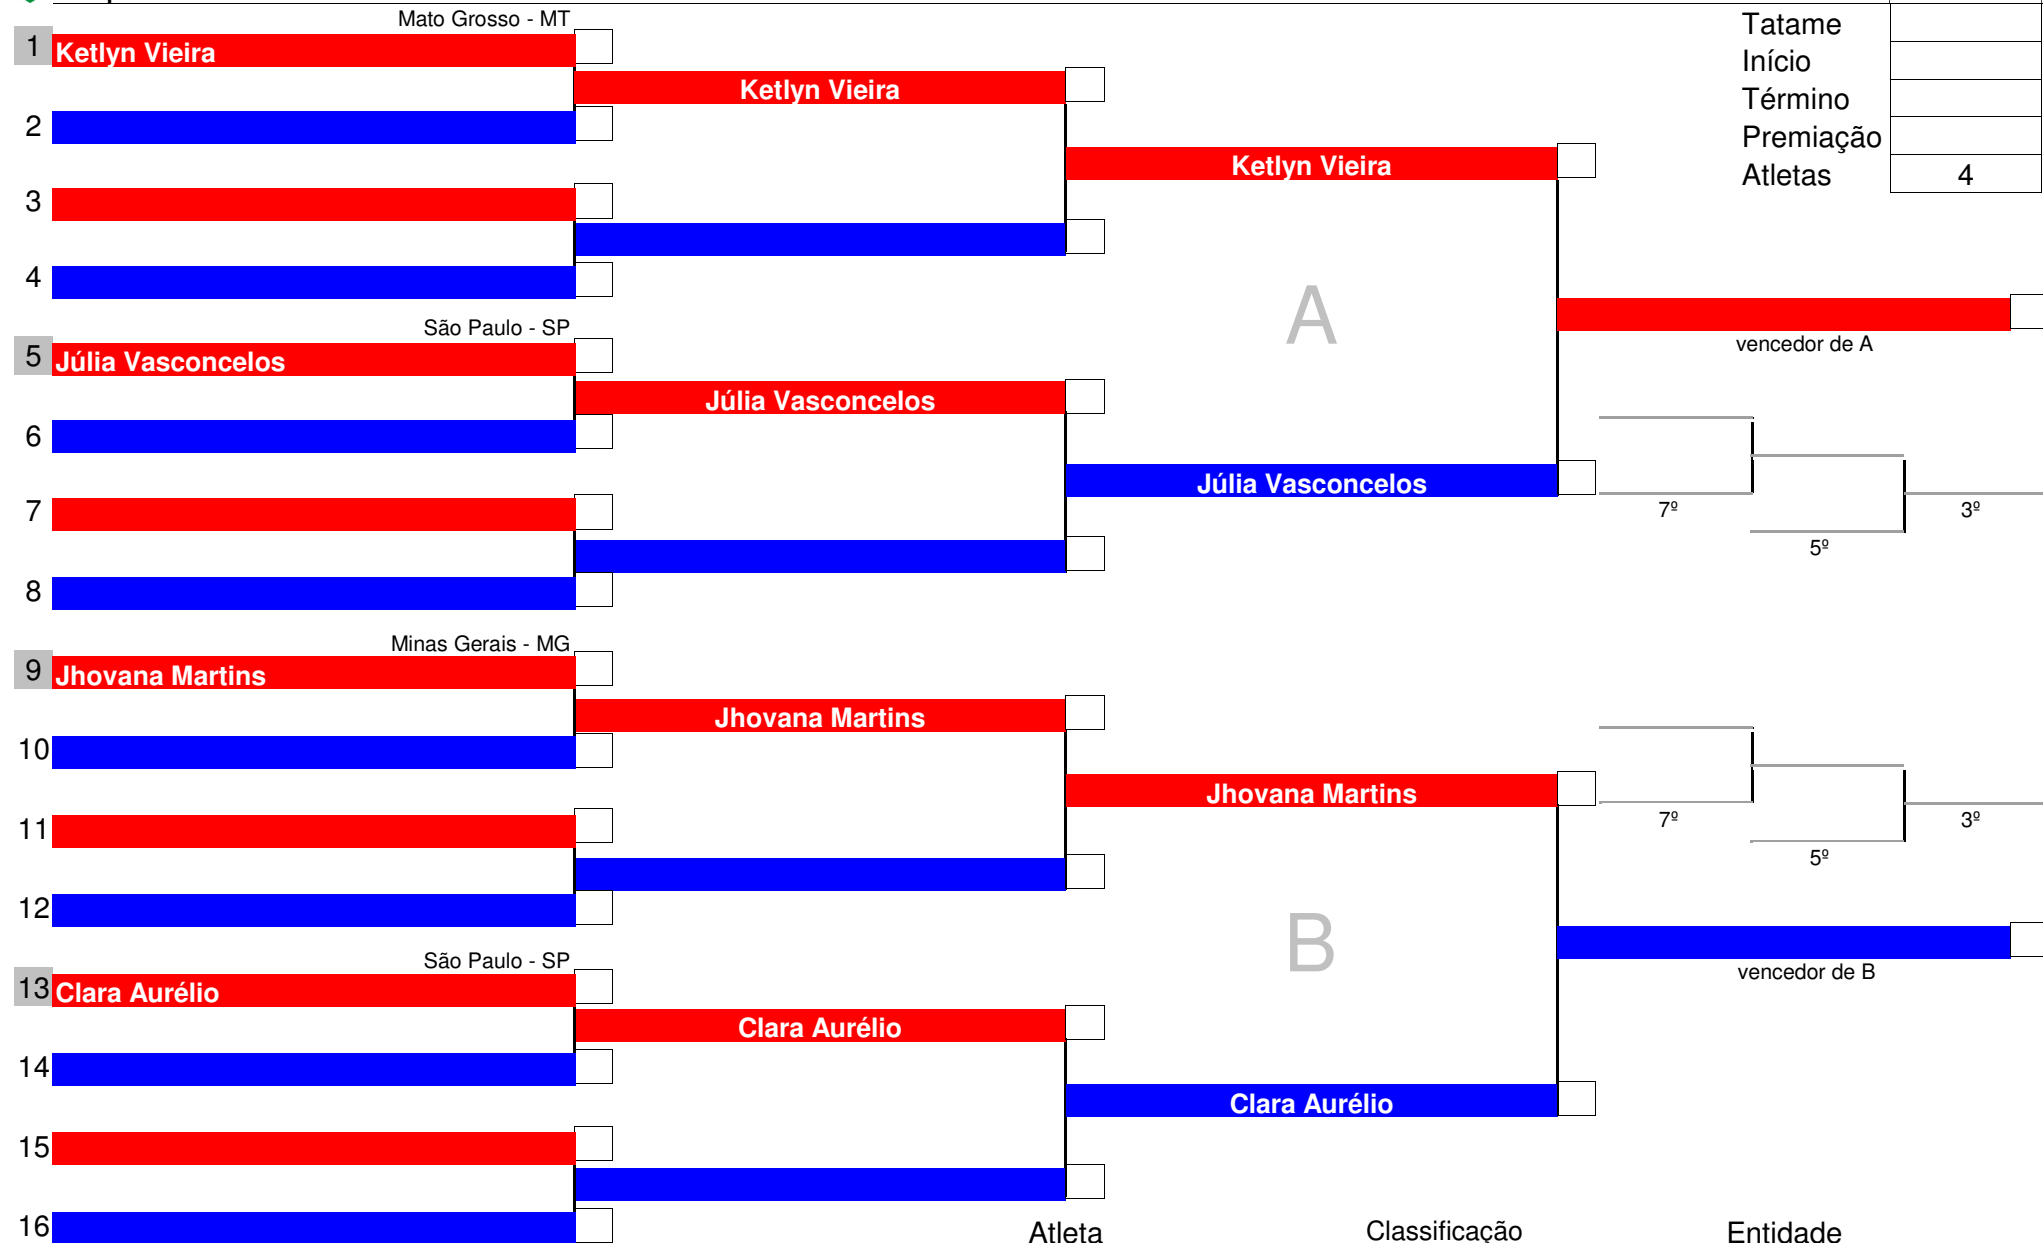 Mato Grosso - MT
1 Ketlyn Vieira
Ketlyn Vieira
2
Ketlyn Vieira
3
4
A
São Paulo - SP
5 Júlia Vasconcelos
Júlia Vasconcelos
6
Júlia Vasconcelos
7
8
Tatame
Início
Término
Premiação
Atletas 4
vencedor de A
7º
3º
5º
Minas Gerais - MG
9 Jhovana Martins
Jhovana Martins
10
Jhovana Martins
11
12
B
São Paulo - SP
13 Clara Aurélio
Clara Aurélio
14
Clara Aurélio
15
16
7º
3º
5º
vencedor de B
Atleta Classificação Entidade